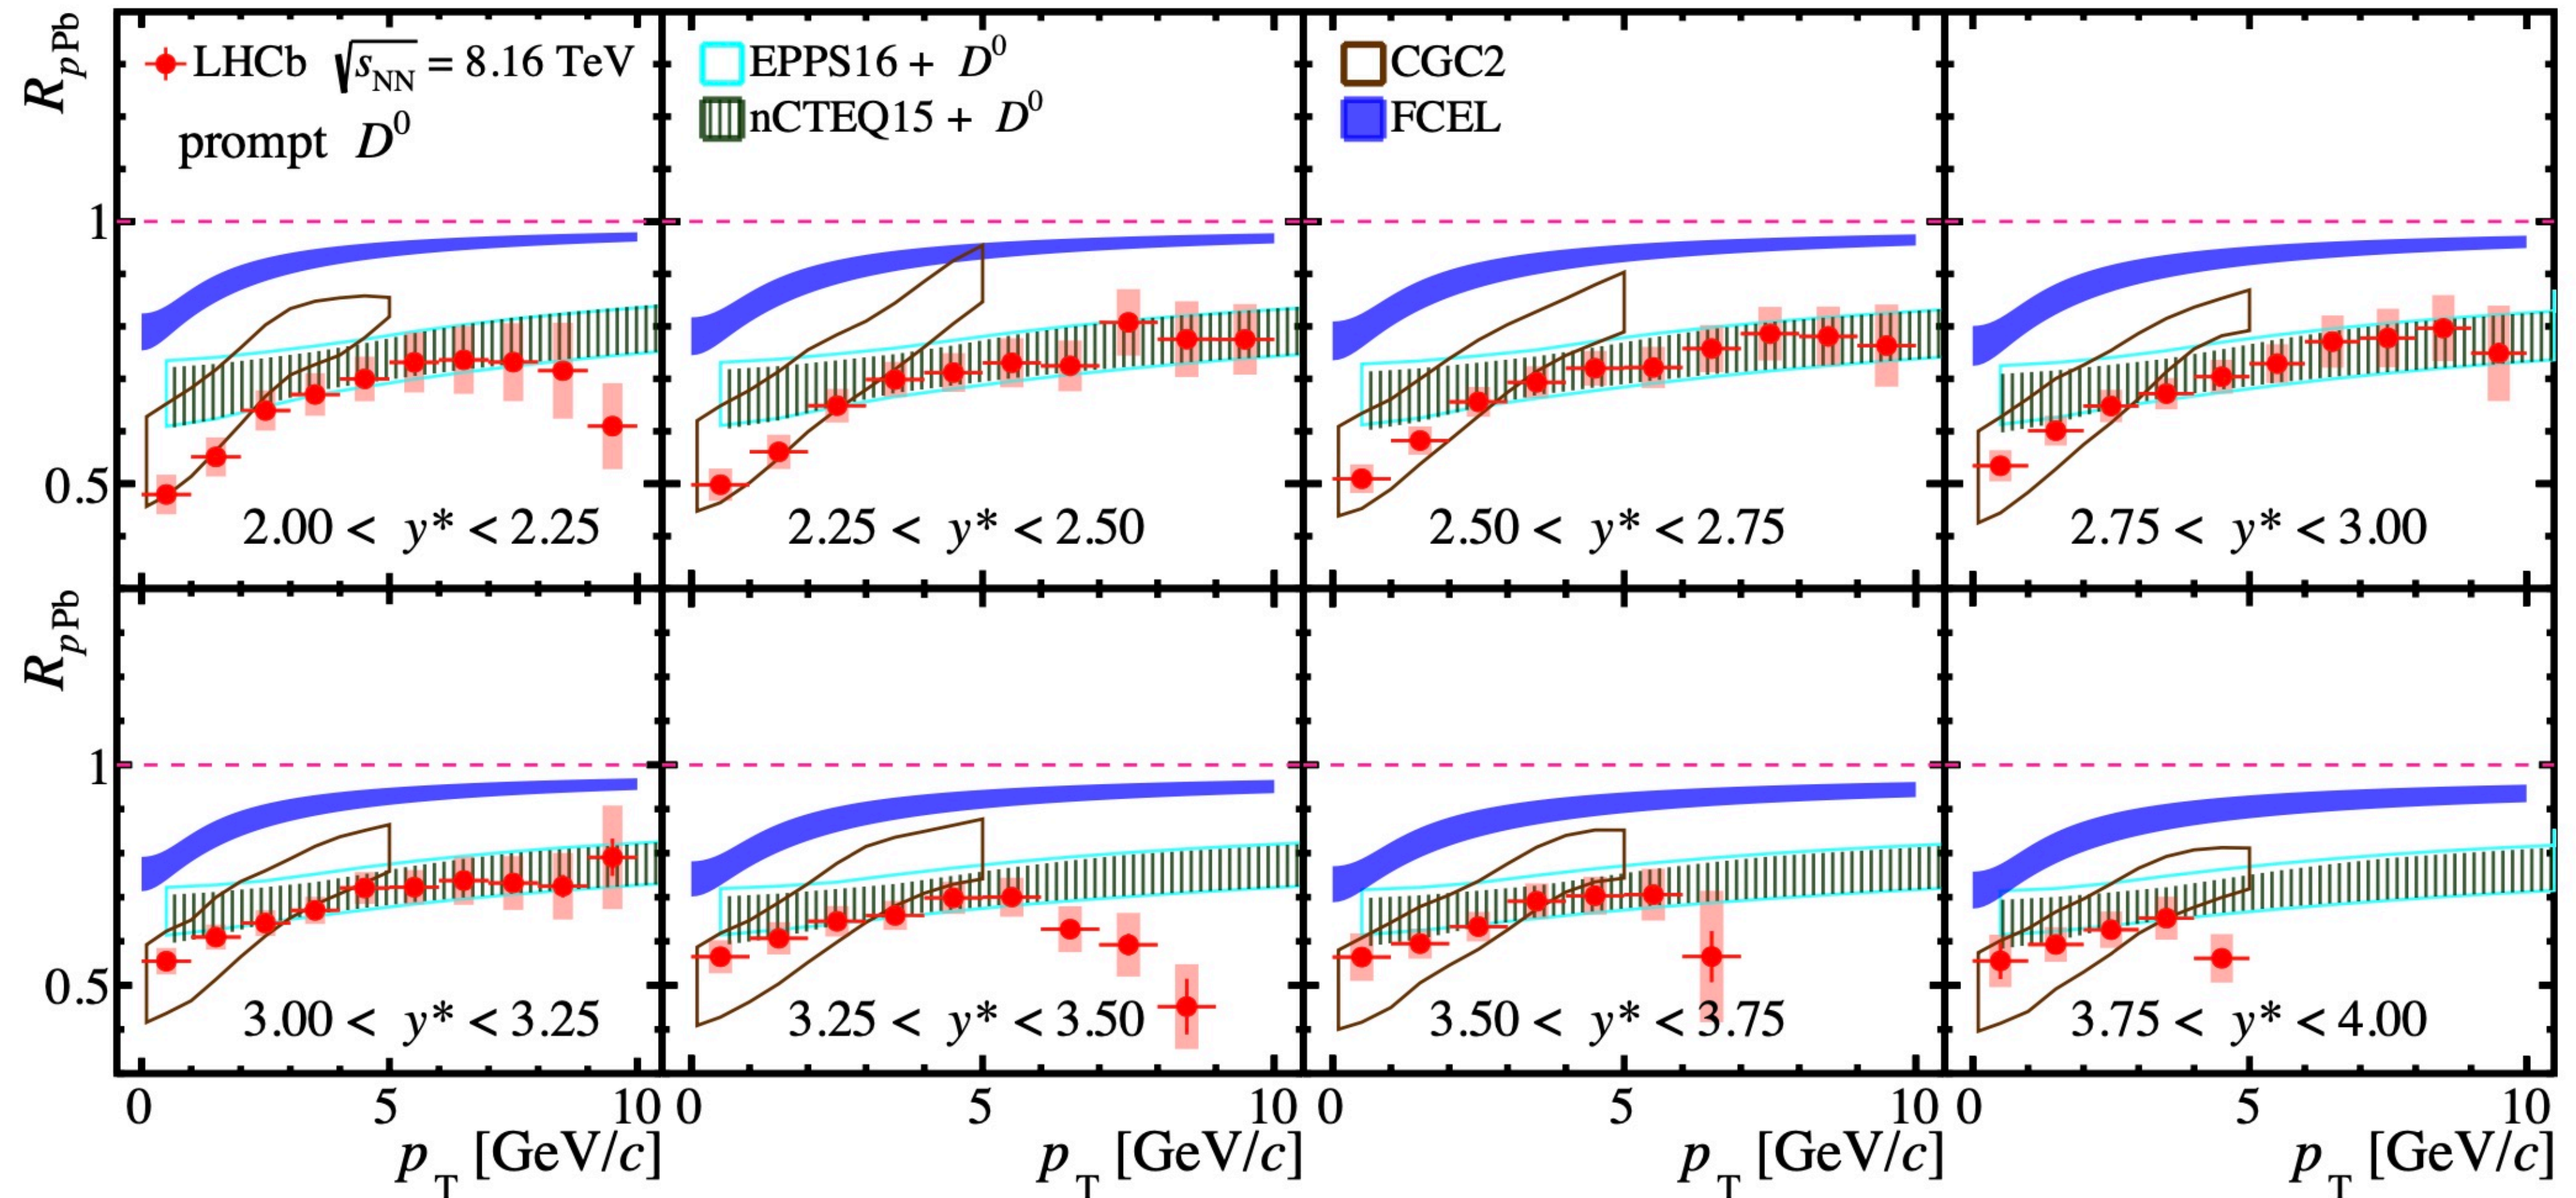 R_pPb
LHCb √s_NN = 8.16 TeV
prompt D⁰
EPPS16 + D⁰
nCTEQ15 + D⁰
CGC2
FCEL
1
0.5
2.00 < y* < 2.25
2.25 < y* < 2.50
2.50 < y* < 2.75
2.75 < y* < 3.00
R_pPb
1
0.5
3.00 < y* < 3.25
3.25 < y* < 3.50
3.50 < y* < 3.75
3.75 < y* < 4.00
0 5 10 0 5 10 0 5 10 0 5 10
p_T [GeV/c] p_T [GeV/c] p_T [GeV/c] p_T [GeV/c]